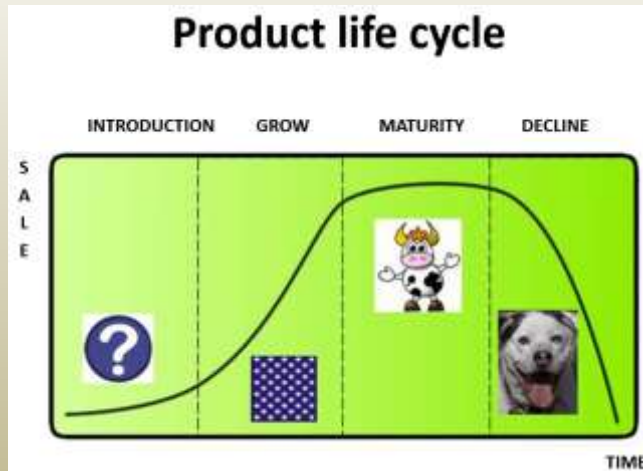 Product life cycle
INTRODUCTION GROW MATURITY DECLINE
S
A
L
E
?
TIME